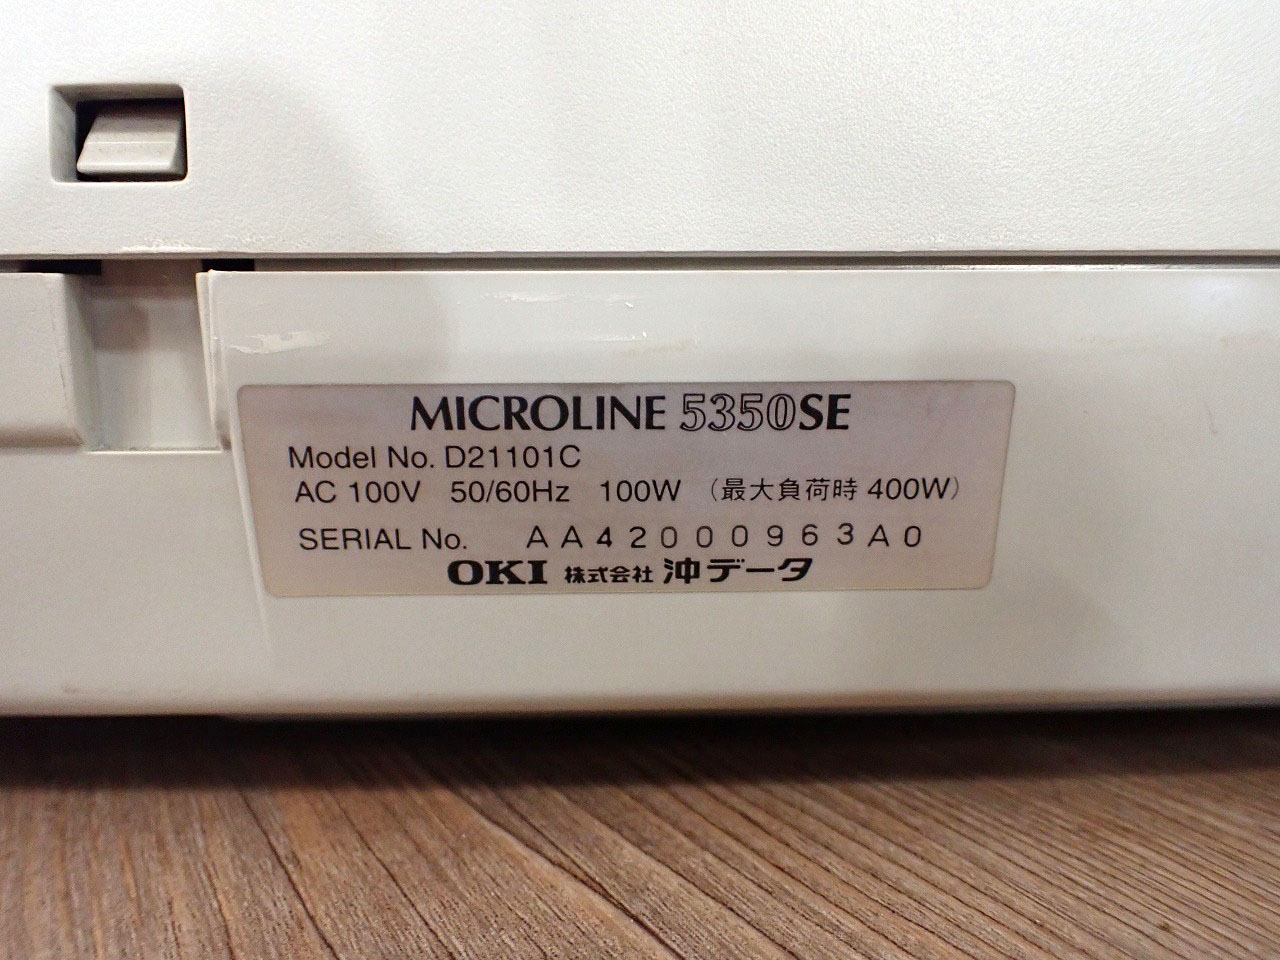 MICROLINE 5350SE
Model No. D21101C
AC 100V 50/60Hz 100W （最大負荷時 400W）
SERIAL No. AA42000963A0
OKI 株式会社 沖データ